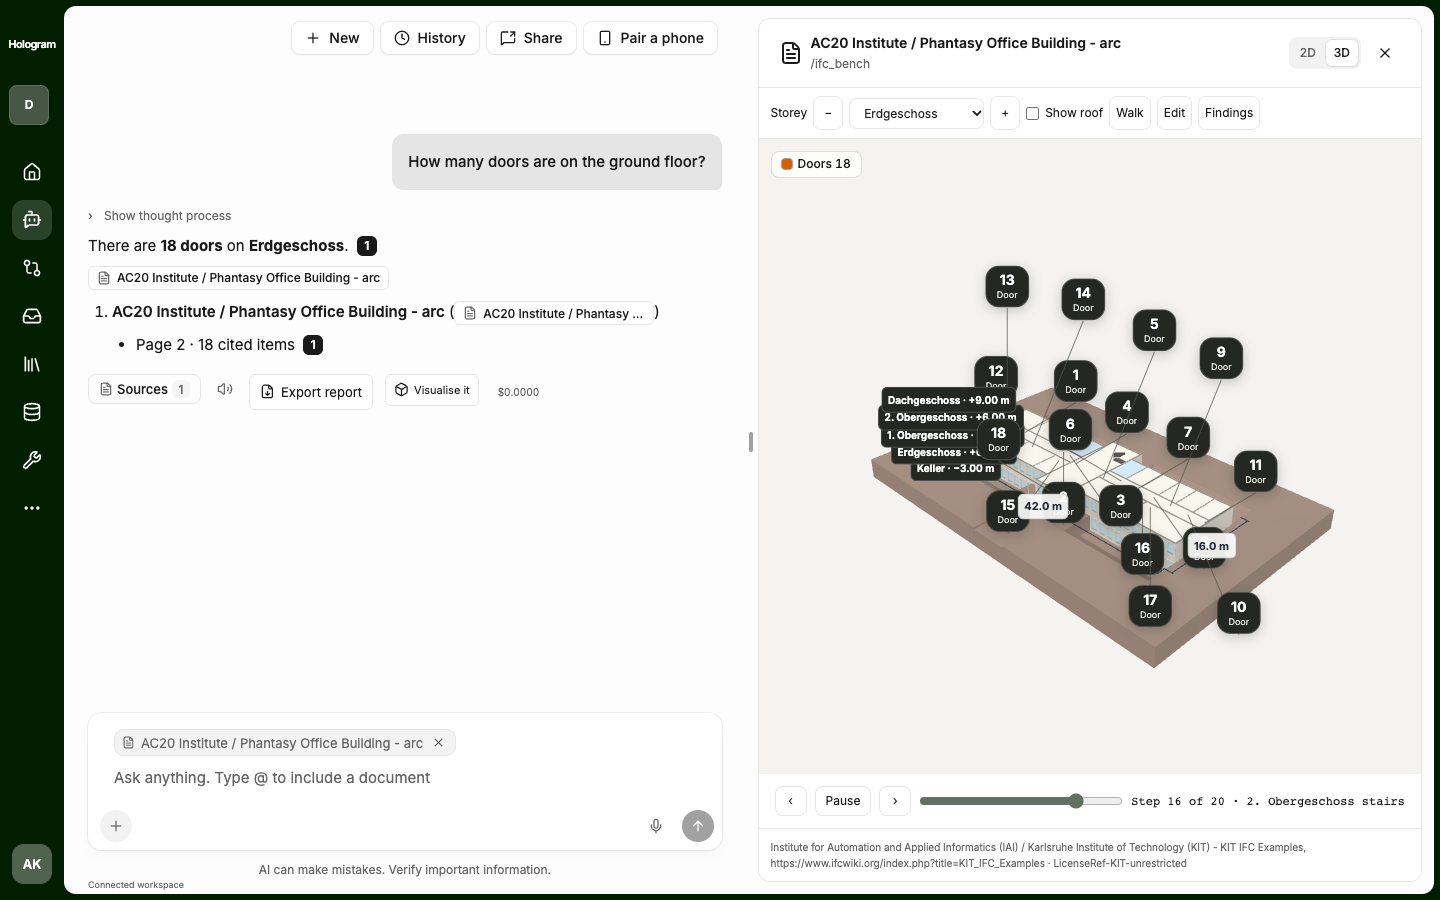 Hologram
D
AK
New
History
Share
Pair a phone
How many doors are on the ground floor?
Show thought process
There are 18 doors on Erdgeschoss. 1
AC20 Institute / Phantasy Office Building - arc
1. AC20 Institute / Phantasy Office Building - arc (AC20 Institute / Phantasy ...)
• Page 2 · 18 cited items 1
Sources 1
Export report
Visualise it
$0.0000
AC20 Institute / Phantasy Office Building - arc
Ask anything. Type @ to include a document
AI can make mistakes. Verify important information.
Connected workspace
AC20 Institute / Phantasy Office Building - arc
/ifc_bench
2D
3D
Storey
−
Erdgeschoss
+
Show roof
Walk
Edit
Findings
Doors 18
13
Door
14
Door
5
Door
9
Door
12
Door
1
Door
4
Door
6
Door
7
Door
18
Door
11
Door
Dachgeschoss · +9.00 m
2. Obergeschoss · +6.00 m
1. Obergeschoss ·
Erdgeschoss ·
Keller · −3.00 m
15
Door
42.0 m
3
Door
16
Door
16.0 m
17
Door
10
Door
‹
Pause
›
Step 16 of 20 · 2. Obergeschoss stairs
Institute for Automation and Applied Informatics (IAI) / Karlsruhe Institute of Technology (KIT) - KIT IFC Examples,
https://www.ifcwiki.org/index.php?title=KIT_IFC_Examples · LicenseRef-KIT-unrestricted